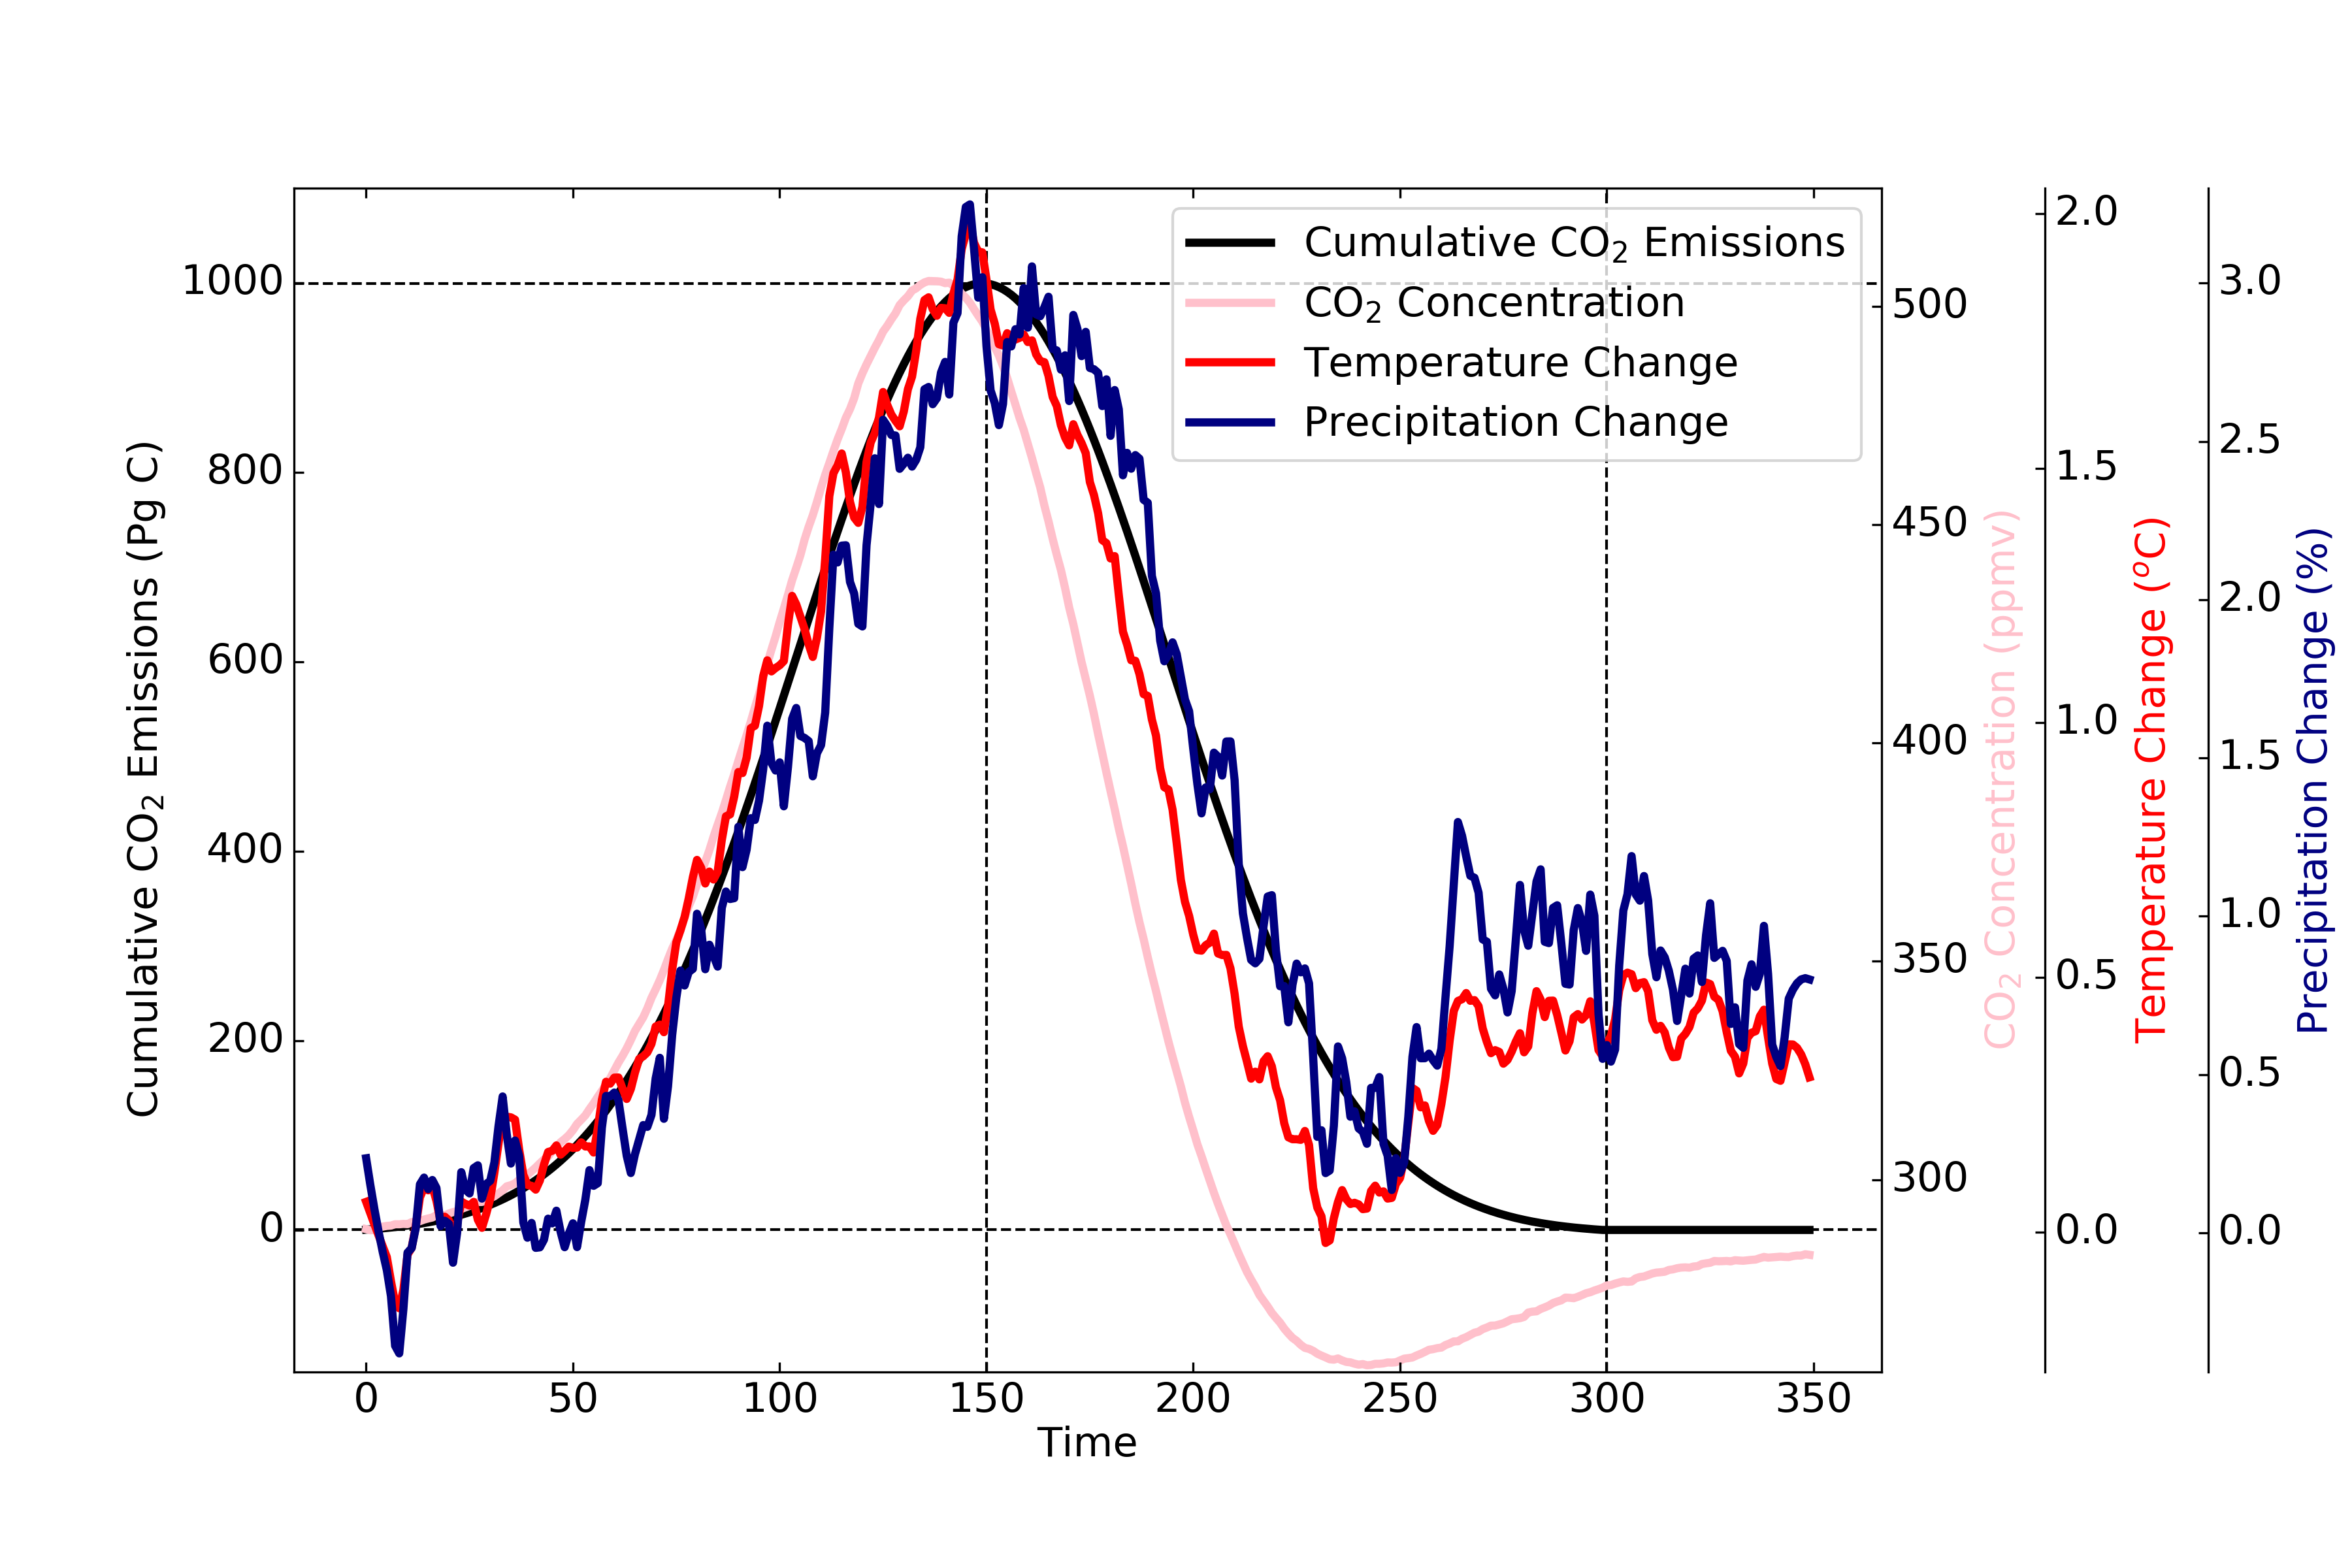 Cumulative CO₂ Emissions
CO₂ Concentration
Temperature Change
Precipitation Change
Cumulative CO₂ Emissions (Pg C)
1000
800
600
400
200
0
0 50 100 150 200 250 300 350
Time
500
450
400
350
300
CO₂ Concentration (ppmv)
2.0
1.5
1.0
0.5
0.0
Temperature Change (°C)
3.0
2.5
2.0
1.5
1.0
0.5
0.0
Precipitation Change (%)